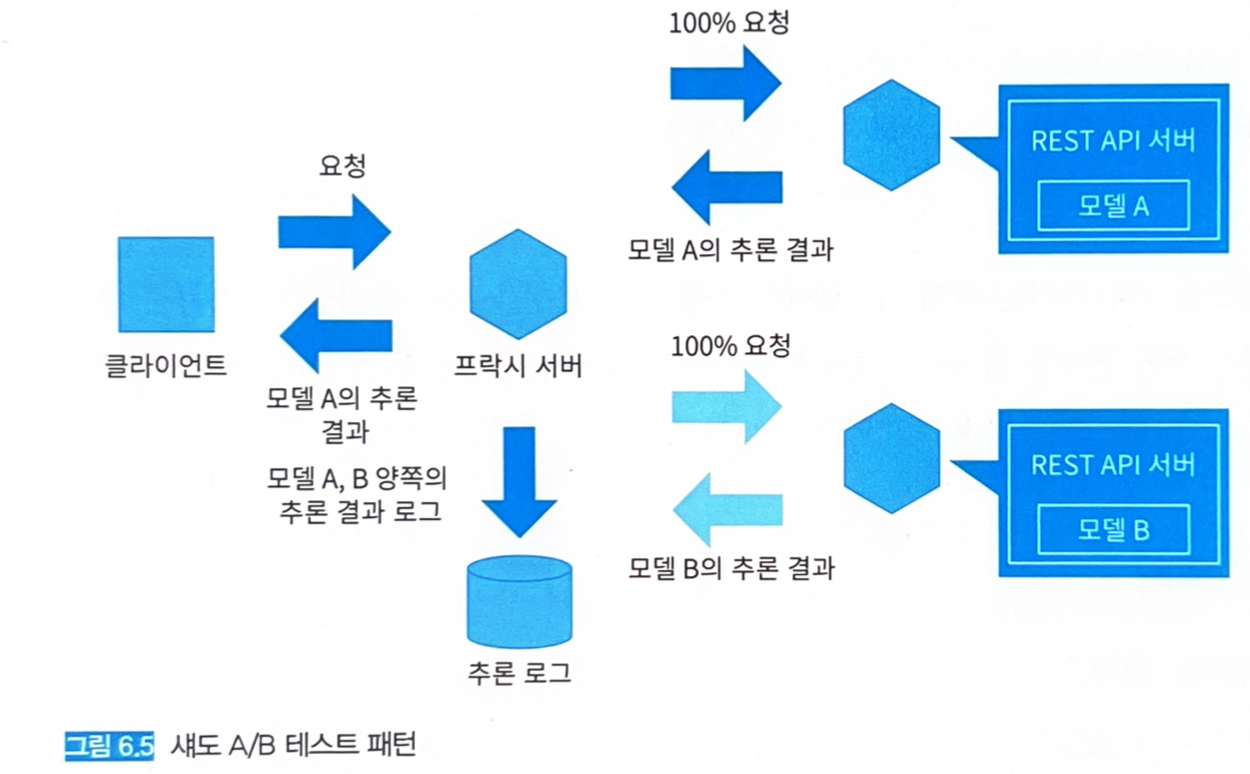 100% 요청
REST API 서버
모델 A
모델 A의 추론 결과
요청
클라이언트
프락시 서버
모델 A의 추론
결과
모델 A, B 양쪽의
추론 결과 로그
추론 로그
100% 요청
REST API 서버
모델 B
모델 B의 추론 결과
그림 6.5 섀도 A/B 테스트 패턴